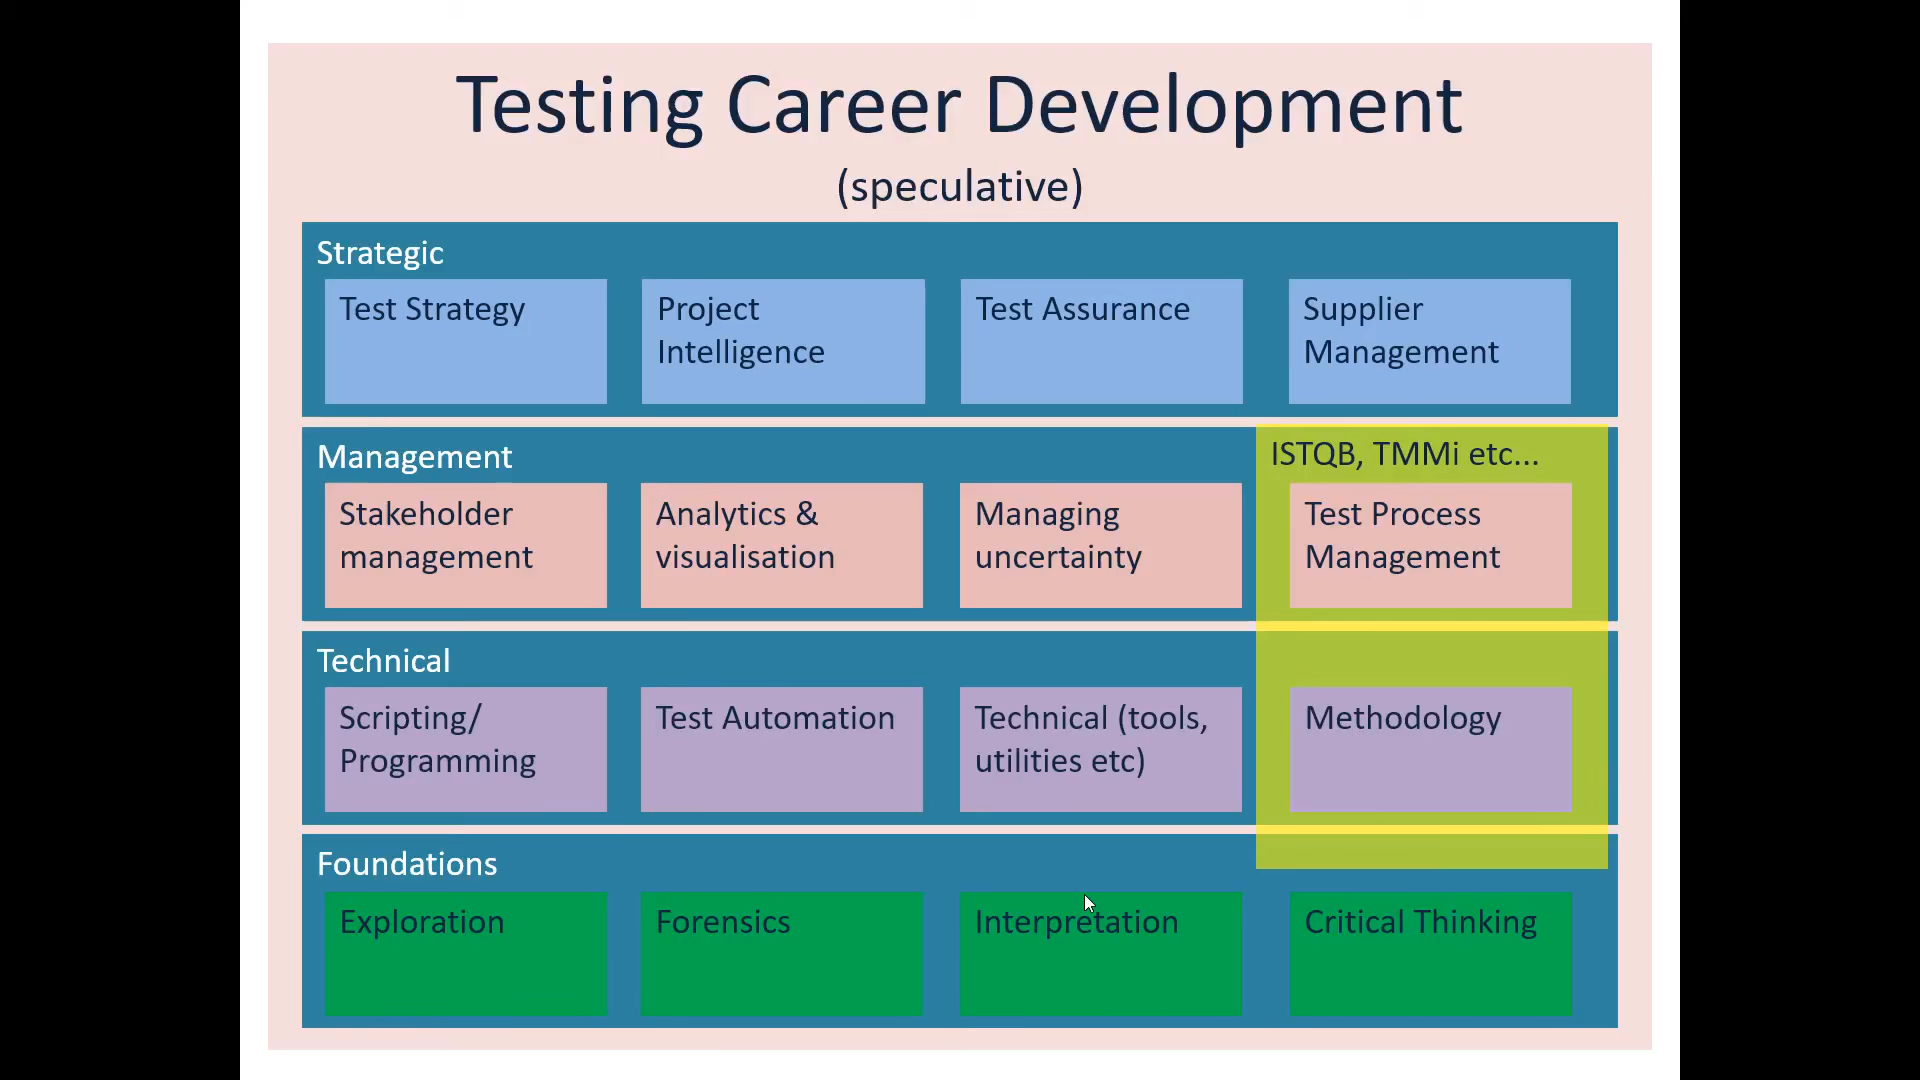 Testing Career Development
(speculative)
Strategic
Test Strategy
Project
Intelligence
Test Assurance
Supplier
Management
Management
ISTQB, TMMi etc...
Stakeholder
management
Analytics &
visualisation
Managing
uncertainty
Test Process
Management
Technical
Scripting/
Programming
Test Automation
Technical (tools,
utilities etc)
Methodology
Foundations
Exploration
Forensics
Interpretation
Critical Thinking